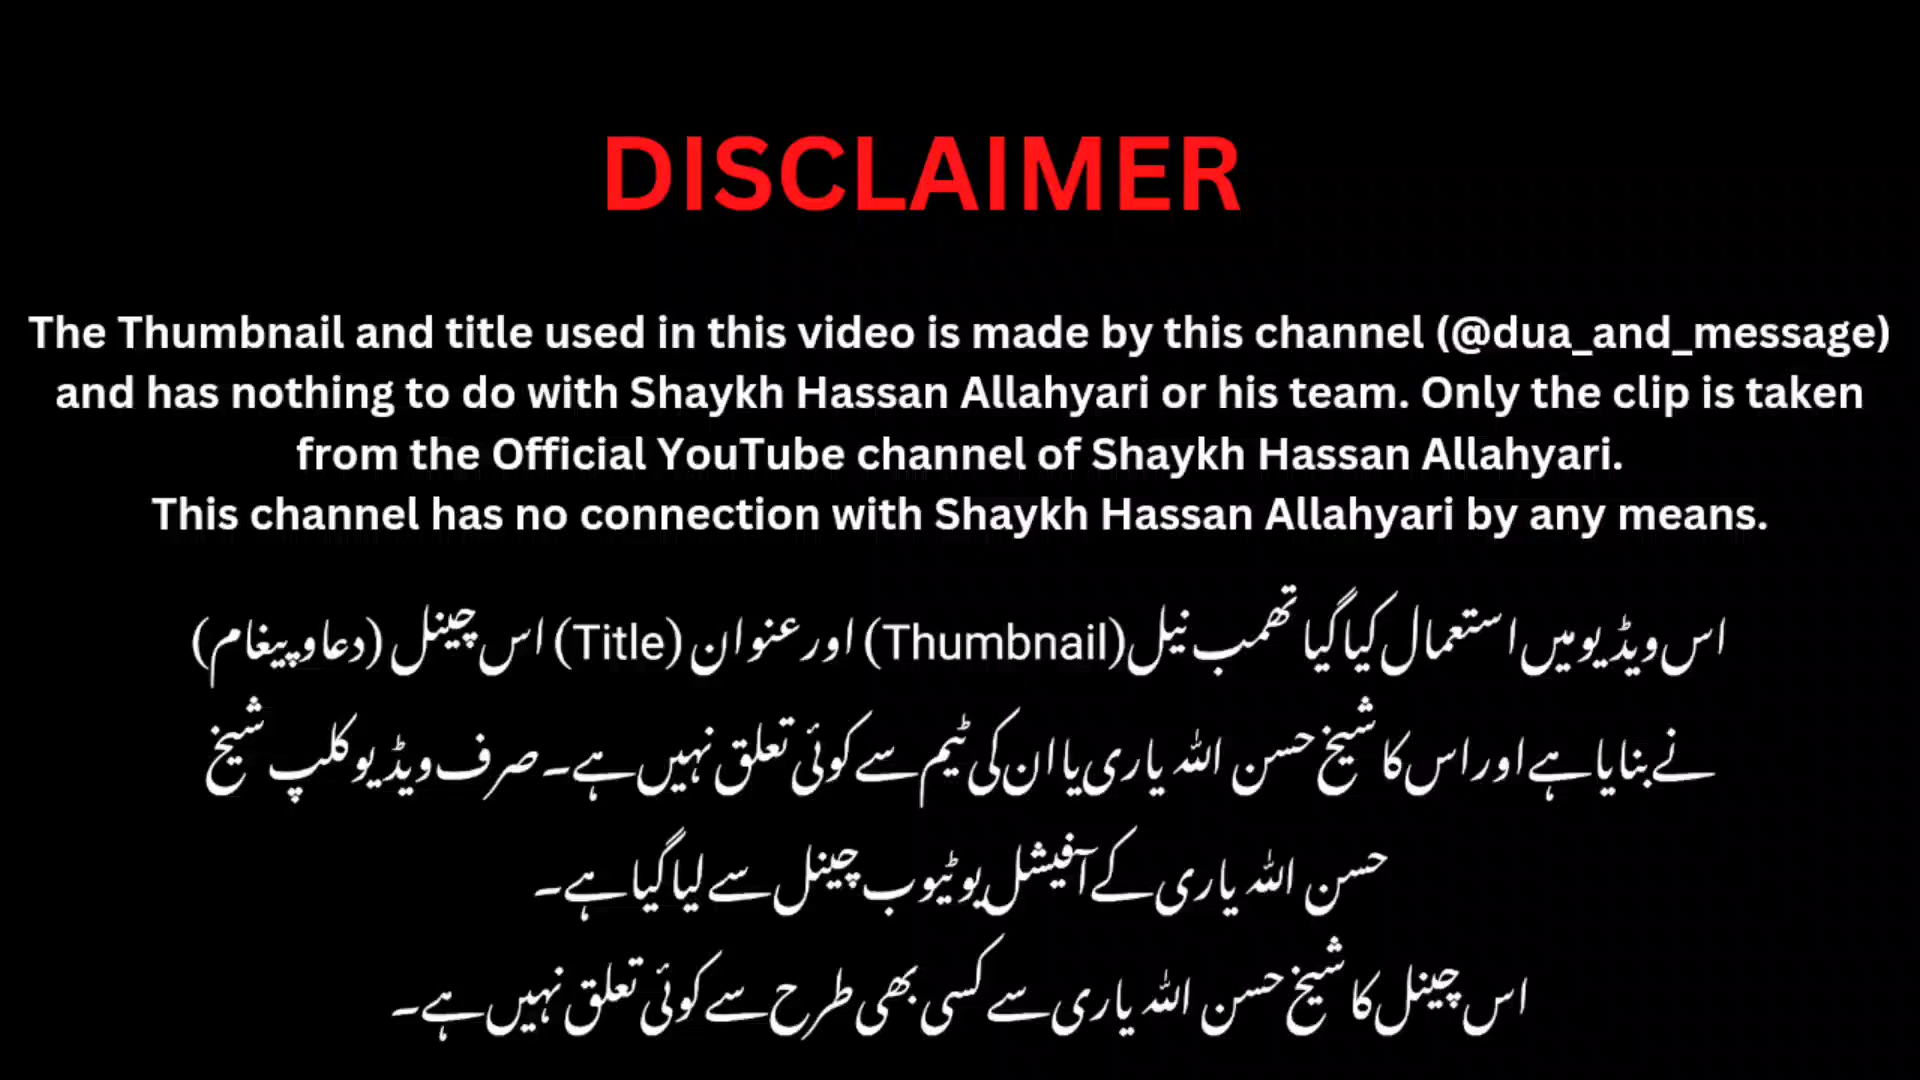 DISCLAIMER
The Thumbnail and title used in this video is made by this channel (@dua_and_message)
and has nothing to do with Shaykh Hassan Allahyari or his team. Only the clip is taken
from the Official YouTube channel of Shaykh Hassan Allahyari.
This channel has no connection with Shaykh Hassan Allahyari by any means.
اس ویڈیو میں استعمال کیا گیا تھمب نیل(Thumbnail) اور عنوان (Title) اس چینل (دعا و پیغام)
نے بنایا ہے اور اس کا شیخ حسن اللہ یاری یا ان کی ٹیم سے کوئی تعلق نہیں ہے۔ صرف ویڈیو کلپ شیخ
حسن اللہ یاری کے آفیشل یوٹیوب چینل سے لیا گیا ہے۔
اس چینل کا شیخ حسن اللہ یاری سے کسی بھی طرح سے کوئی تعلق نہیں ہے۔